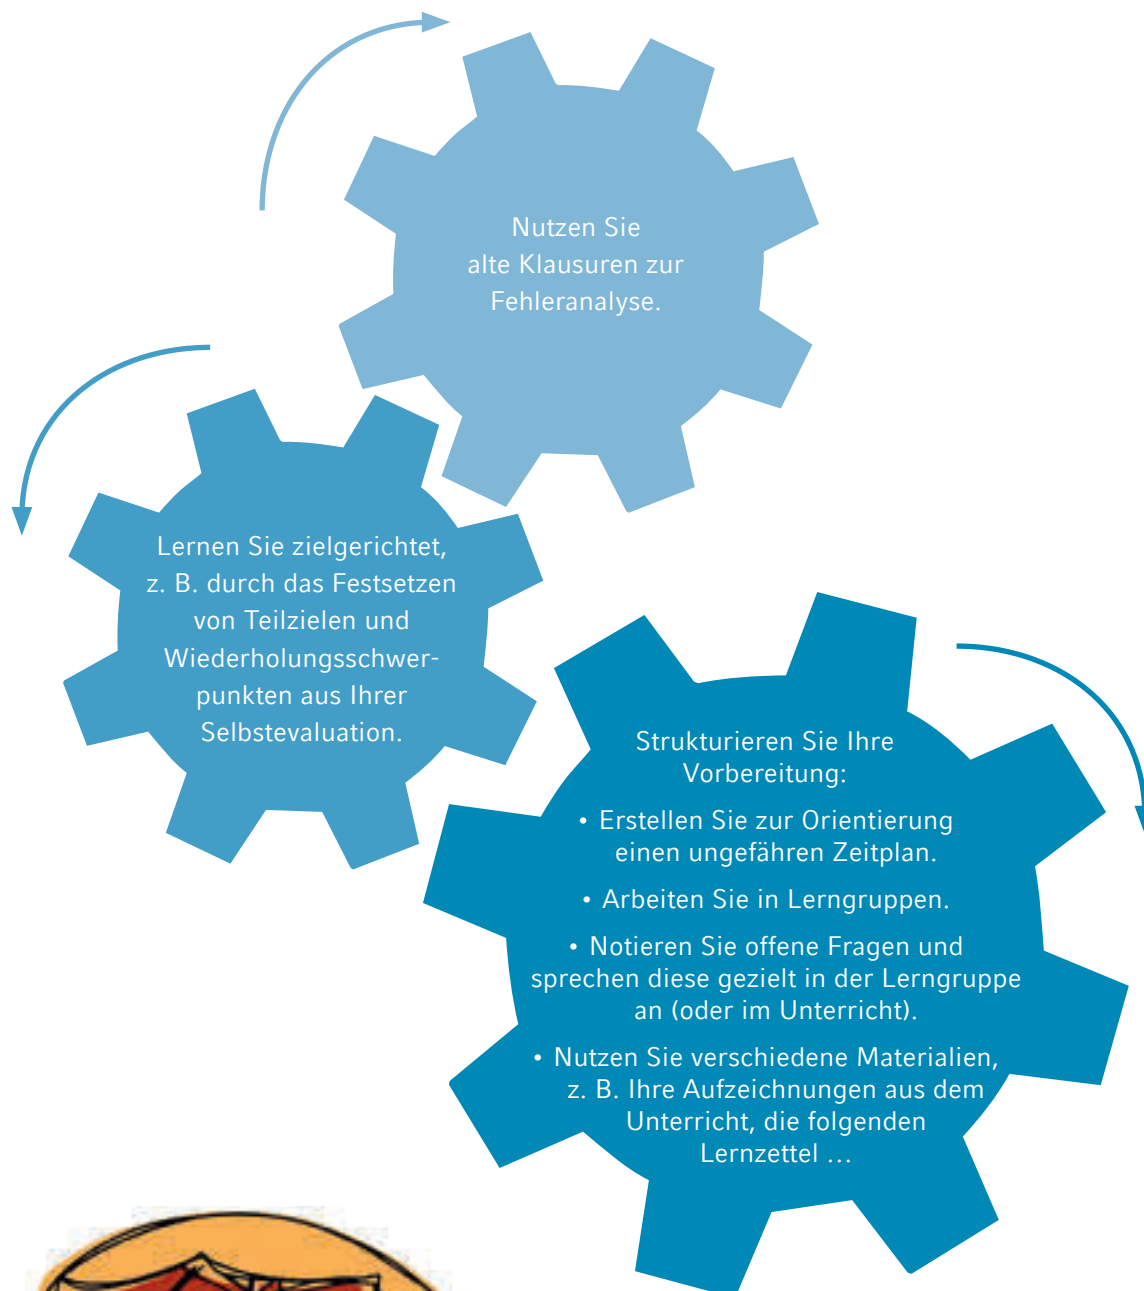 Nutzen Sie
alte Klausuren zur
Fehleranalyse.
Lernen Sie zielgerichtet,
z. B. durch das Festsetzen
von Teilzielen und
Wiederholungsschwer-
punkten aus Ihrer
Selbstevaluation.
Strukturieren Sie Ihre
Vorbereitung:
• Erstellen Sie zur Orientierung
einen ungefähren Zeitplan.
• Arbeiten Sie in Lerngruppen.
• Notieren Sie offene Fragen und
sprechen diese gezielt in der Lerngruppe
an (oder im Unterricht).
• Nutzen Sie verschiedene Materialien,
z. B. Ihre Aufzeichnungen aus dem
Unterricht, die folgenden
Lernzettel …